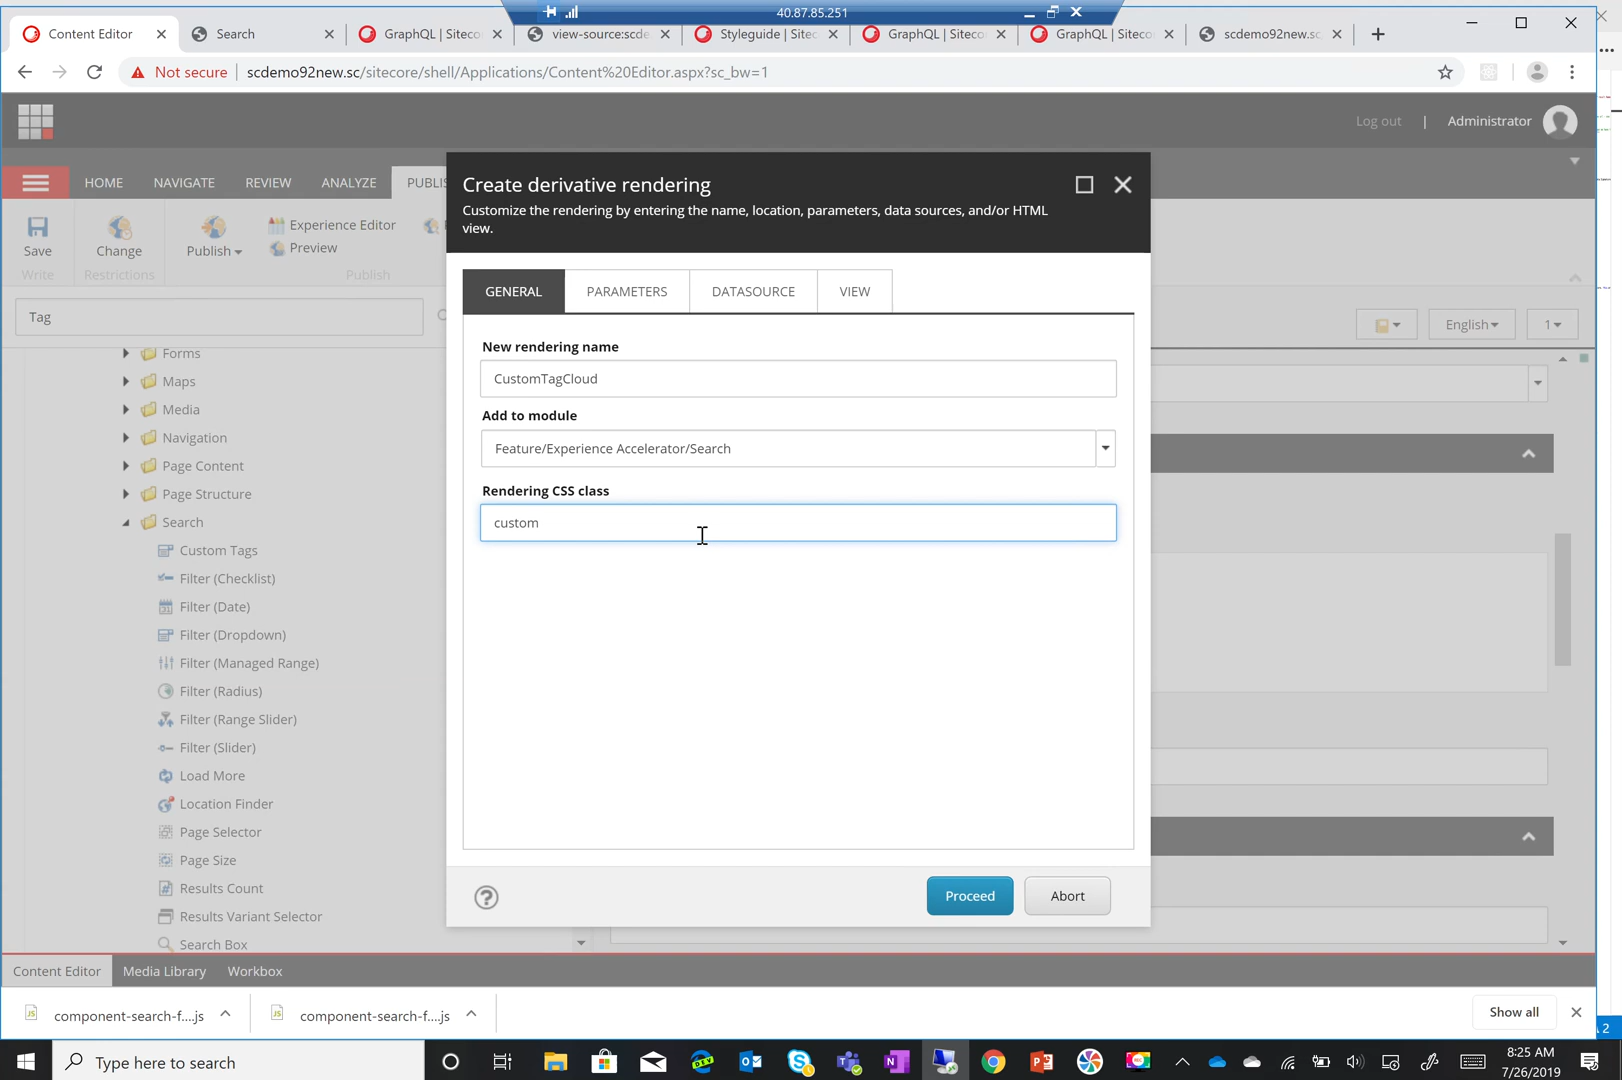 40.87.85.251
Content Editor
Search
GraphQL | Siteco
view-source:scde
Styleguide | Sitec
GraphQL | Siteco
GraphQL | Siteco
scdemo92new.sc
Not secure
scdemo92new.sc/sitecore/shell/Applications/Content%20Editor.aspx?sc_bw=1
Log out
|
Administrator
HOME
NAVIGATE
REVIEW
ANALYZE
PUBLIS
Save
Write
Change
Restrictions
Publish
Experience Editor
Preview
Publish
Tag
English
1
Forms
Maps
Media
Navigation
Page Content
Page Structure
Search
Custom Tags
Filter (Checklist)
Filter (Date)
Filter (Dropdown)
Filter (Managed Range)
Filter (Radius)
Filter (Range Slider)
Filter (Slider)
Load More
Location Finder
Page Selector
Page Size
Results Count
Results Variant Selector
Search Box
Create derivative rendering
Customize the rendering by entering the name, location, parameters, data sources, and/or HTML
view.
GENERAL
PARAMETERS
DATASOURCE
VIEW
New rendering name
CustomTagCloud
Add to module
Feature/Experience Accelerator/Search
Rendering CSS class
custom
Proceed
Abort
Content Editor
Media Library
Workbox
component-search-f....js
component-search-f....js
Show all
Type here to search
8:25 AM
7/26/2019